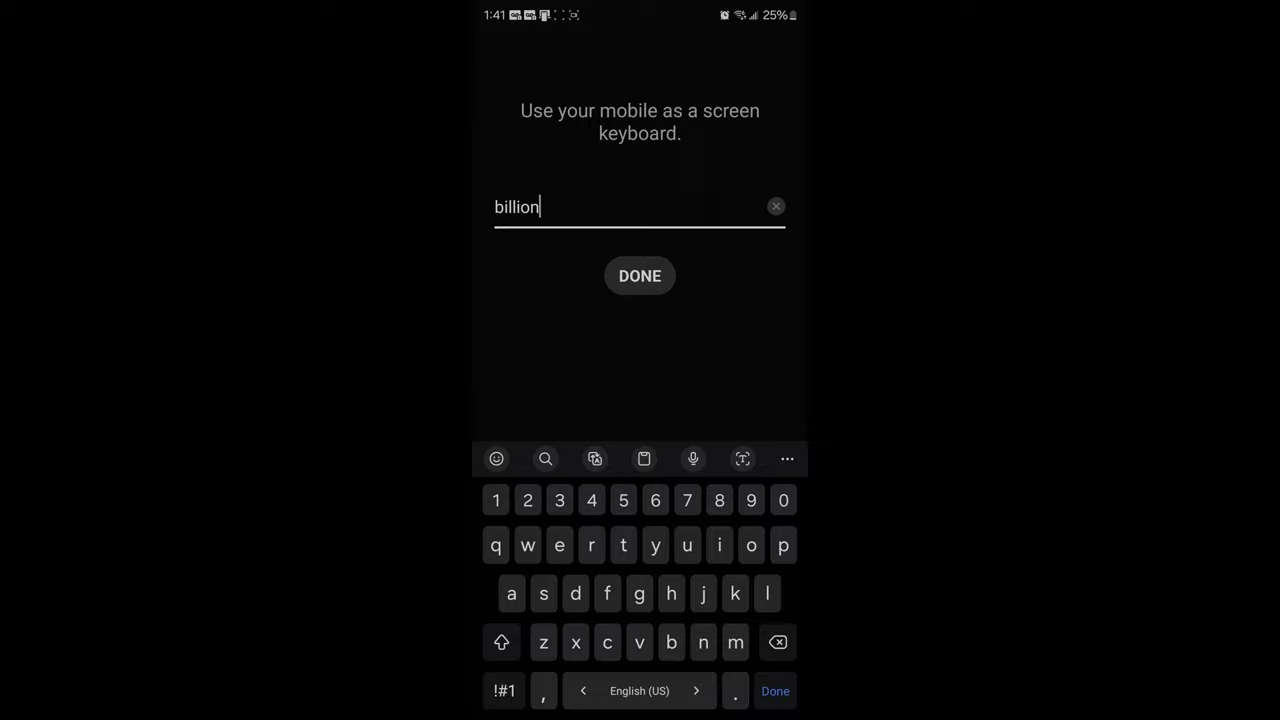 1:41 25%
Use your mobile as a screen
keyboard.
billion
DONE
1 2 3 4 5 6 7 8 9 0
q w e r t y u i o p
a s d f g h j k l
z x c v b n m
!#1 , English (US) . Done